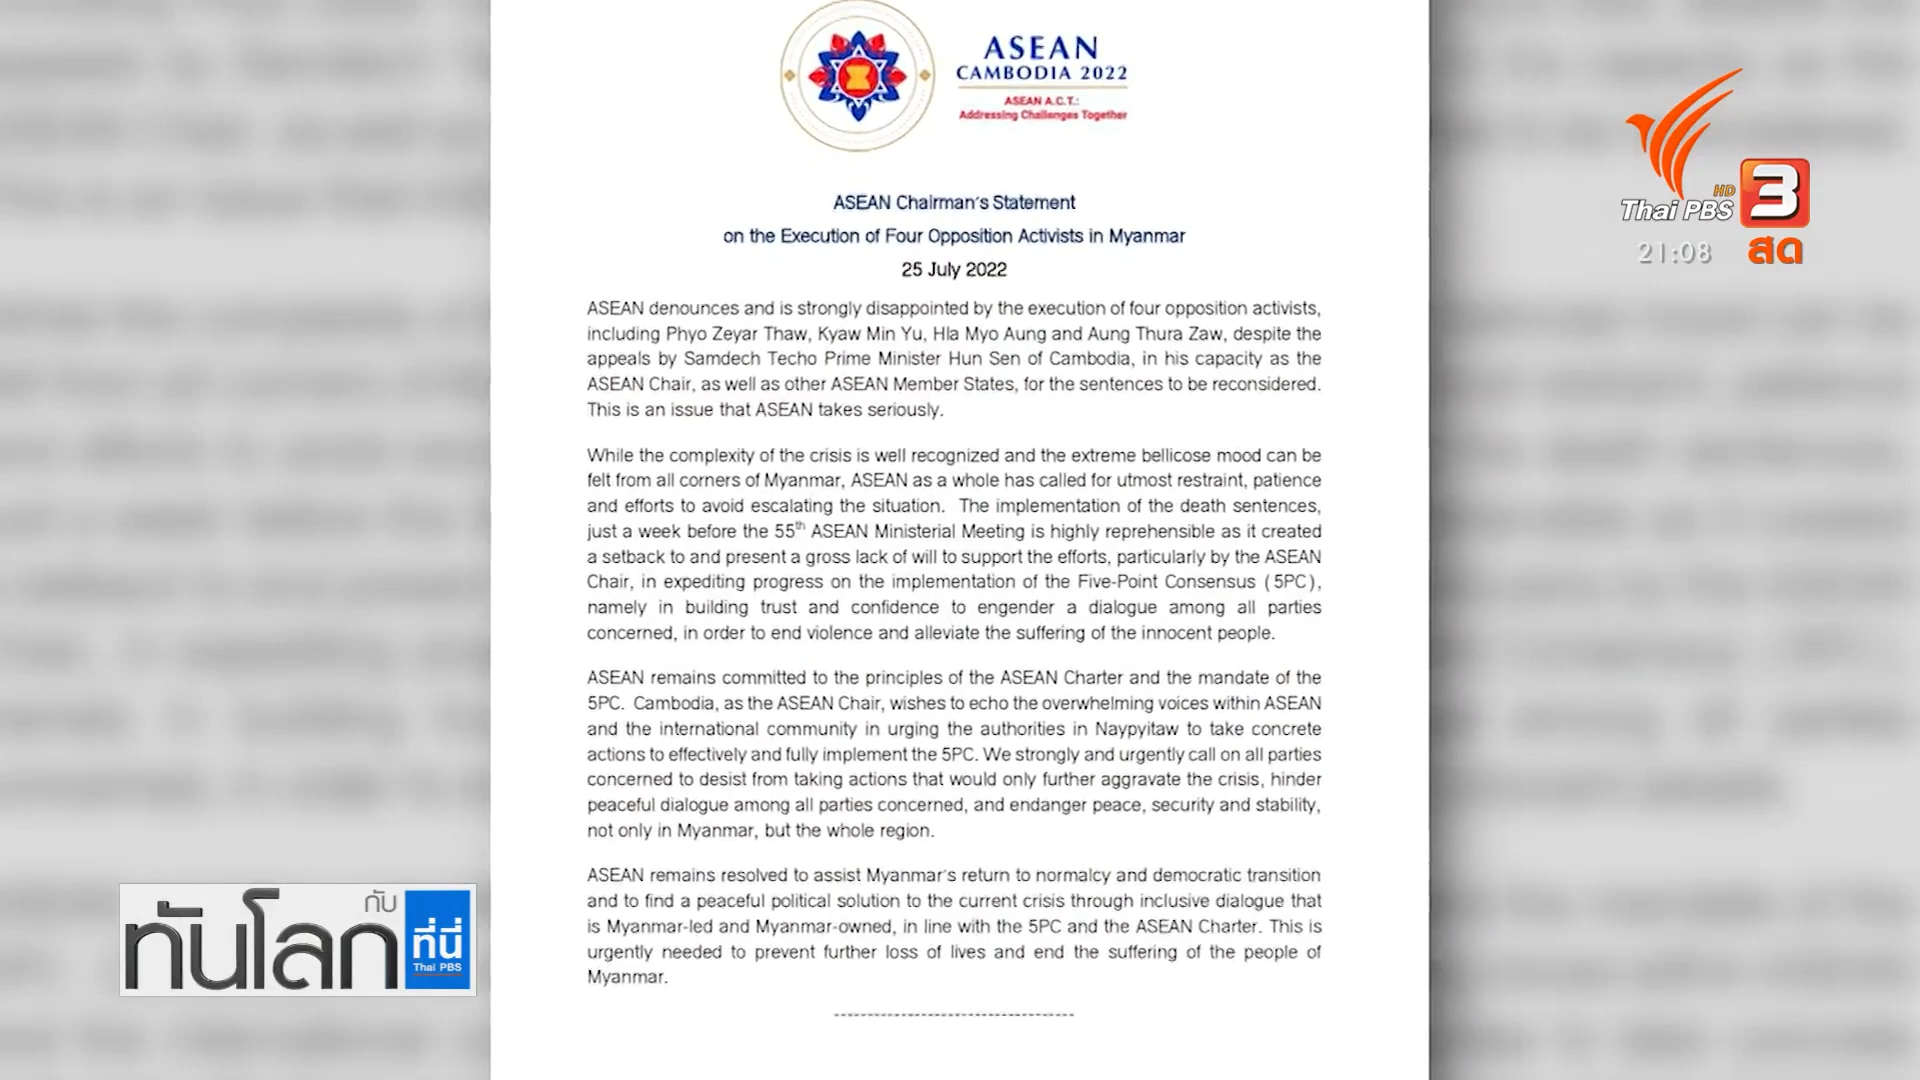 ASEAN
CAMBODIA 2022
ASEAN A.C.T.:
Addressing Challenges Together
ASEAN Chairman's Statement
on the Execution of Four Opposition Activists in Myanmar
25 July 2022
ASEAN denounces and is strongly disappointed by the execution of four opposition activists,
including Phyo Zeyar Thaw, Kyaw Min Yu, Hla Myo Aung and Aung Thura Zaw, despite the
appeals by Samdech Techo Prime Minister Hun Sen of Cambodia, in his capacity as the
ASEAN Chair, as well as other ASEAN Member States, for the sentences to be reconsidered.
This is an issue that ASEAN takes seriously.
While the complexity of the crisis is well recognized and the extreme bellicose mood can be
felt from all corners of Myanmar, ASEAN as a whole has called for utmost restraint, patience
and efforts to avoid escalating the situation. The implementation of the death sentences,
just a week before the 55th ASEAN Ministerial Meeting is highly reprehensible as it created
a setback to and present a gross lack of will to support the efforts, particularly by the ASEAN
Chair, in expediting progress on the implementation of the Five-Point Consensus (5PC),
namely in building trust and confidence to engender a dialogue among all parties
concerned, in order to end violence and alleviate the suffering of the innocent people.
ASEAN remains committed to the principles of the ASEAN Charter and the mandate of the
5PC. Cambodia, as the ASEAN Chair, wishes to echo the overwhelming voices within ASEAN
and the international community in urging the authorities in Naypyitaw to take concrete
actions to effectively and fully implement the 5PC. We strongly and urgently call on all parties
concerned to desist from taking actions that would only further aggravate the crisis, hinder
peaceful dialogue among all parties concerned, and endanger peace, security and stability,
not only in Myanmar, but the whole region.
ASEAN remains resolved to assist Myanmar's return to normalcy and democratic transition
and to find a peaceful political solution to the current crisis through inclusive dialogue that
is Myanmar-led and Myanmar-owned, in line with the 5PC and the ASEAN Charter. This is
urgently needed to prevent further loss of lives and end the suffering of the people of
Myanmar.
Thai PBS HD 3
21:08 สด
ทันโลก กับ ที่นี่
Thai PBS